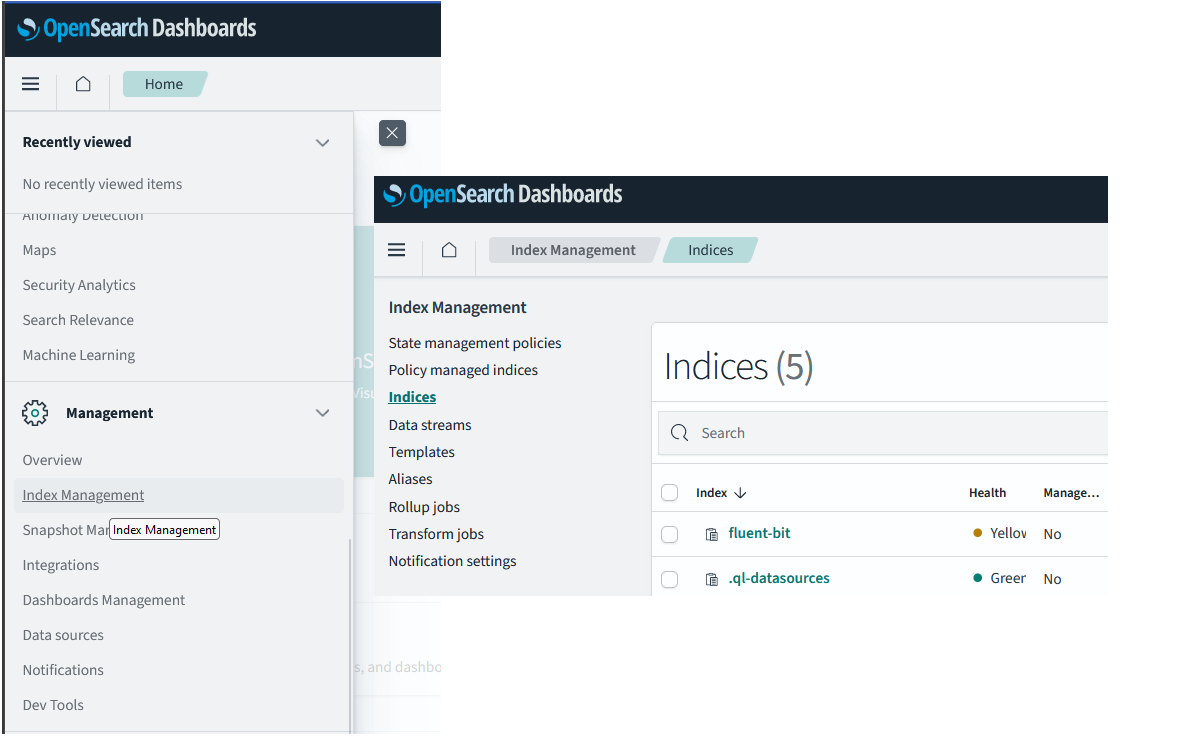 OpenSearch Dashboards
Home
Recently viewed
No recently viewed items
Anomaly Detection
Maps
Security Analytics
Search Relevance
Machine Learning
Management
Overview
Index Management
Snapshot Mar
Index Management
Integrations
Dashboards Management
Data sources
Notifications
Dev Tools
nS
Visu
s, and dashbo
OpenSearch Dashboards
Index Management Indices
Index Management
State management policies
Policy managed indices
Indices
Data streams
Templates
Aliases
Rollup jobs
Transform jobs
Notification settings
Indices (5)
Search
Index Health Manage...
fluent-bit Yellow No
.ql-datasources Green No